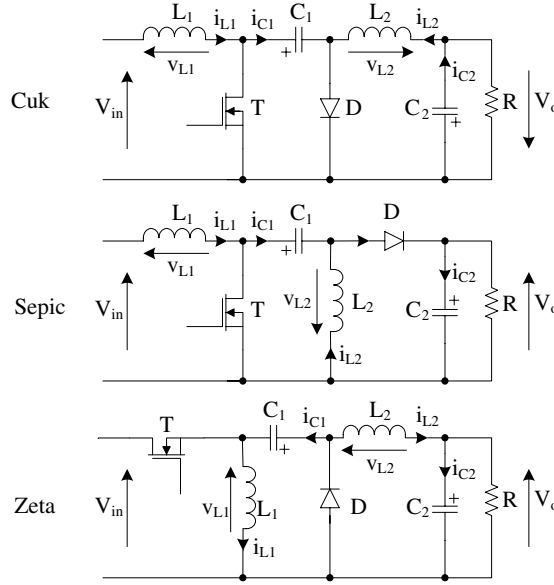 L1 iL1 iC1 C1 L2 iL2
+
vL1 vL2 iC2
Cuk Vin T D C2 + R Vo
L1 iL1 iC1 C1 D
+
vL1 iC2
Sepic Vin T vL2 L2 C2 + R Vo
iL2
T C1 iC1 L2 iL2
+
vL2 iC2
Zeta Vin vL1 L1 D C2 + R Vo
iL1